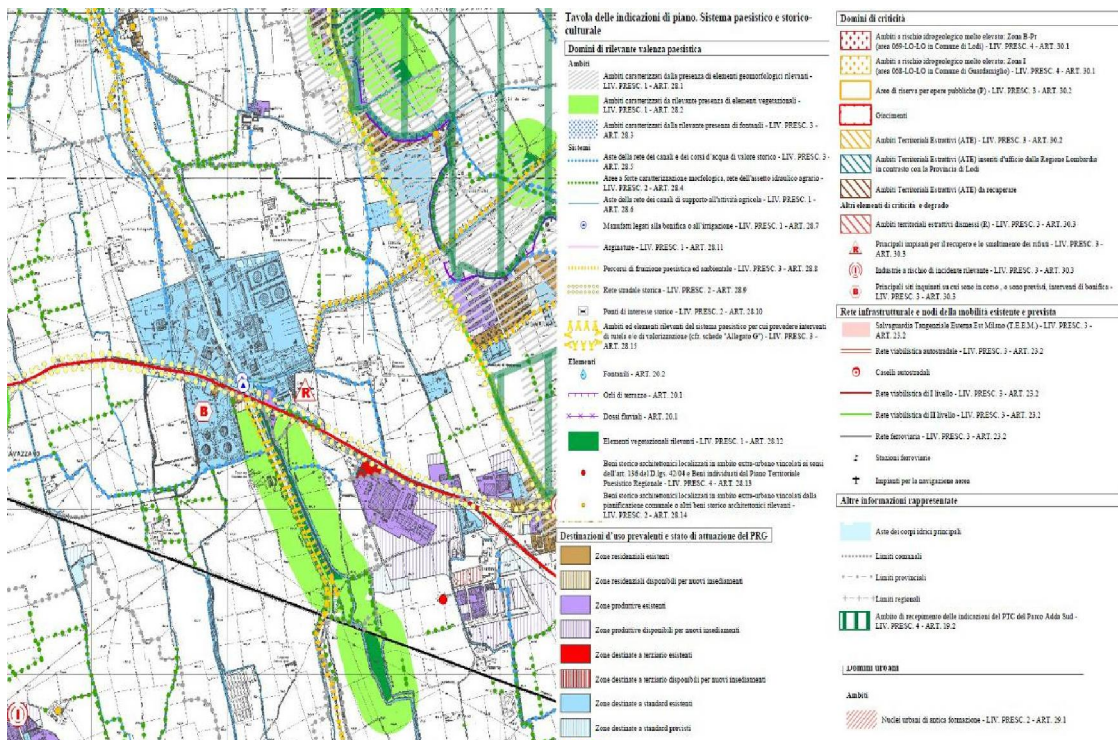 AVAZZANO
B
R
I
Tavola delle indicazioni di piano. Sistema paesistico e storico-
culturale
Domini di rilevante valenza paesistica
Ambiti
Ambiti caratterizzati dalla presenza di elementi geomorfologici rilevanti -
LIV. PRESC. 1 - ART. 28.1
Ambiti caratterizzati da rilevante presenza di elementi vegetazionali -
LIV. PRESC. 1 - ART. 28.2
Ambiti caratterizzati dalla rilevante presenza di fontanili - LIV. PRESC. 3
- ART. 28.3
Sistemi
Aste della rete dei canali e dei corsi d'acqua di valore storico - LIV. PRESC. 3 -
ART. 28.5
Aree a forte caratterizzazione morfologica, rete dell'assetto idraulico agrario -
LIV. PRESC. 2 - ART. 28.4
Aste della rete dei canali di supporto all'attività agricola - LIV. PRESC. 1 -
ART. 28.6
Manufatti legati alla bonifica o all'irrigazione - LIV. PRESC. 1 - ART. 28.7
Arginature - LIV. PRESC. 1 - ART. 28.11
Percorsi di fruizione paesistica ed ambientale - LIV. PRESC. 3 - ART. 28.8
Rete stradale storica - LIV. PRESC. 2 - ART. 28.9
Ponti di interesse storico - LIV. PRESC. 2 - ART. 28.10
Ambiti ed elementi rilevanti del sistema paesistico per cui prevedere interventi
di tutela e/o di valorizzazione (cfr. schede "Allegato G") - LIV. PRESC. 3 -
ART. 28.15
Elementi
Fontanili - ART. 20.2
Orli di terrazzo - ART. 20.1
Dossi fluviali - ART. 20.1
Elementi vegetazionali rilevanti - LIV. PRESC. 1 - ART. 28.12
Beni storico architettonici localizzati in ambito extra-urbano vincolati ai sensi
dell'art. 136 del D.lgs. 42/04 e Beni individuati dal Piano Territoriale
Paesistico Regionale - LIV. PRESC. 4 - ART. 28.13
Beni storico architettonici localizzati in ambito extra-urbano vincolati dalla
pianificazione comunale o altri beni storico architettonici rilevanti -
LIV. PRESC. 2 - ART. 28.14
Destinazioni d'uso prevalenti e stato di attuazione del PRG
Zone residenziali esistenti
Zone residenziali disponibili per nuovi insediamenti
Zone produttive esistenti
Zone produttive disponibili per nuovi insediamenti
Zone destinate a terziario esistenti
Zone destinate a terziario disponibili per nuovi insediamenti
Zone destinate a standard esistenti
Zone destinate a standard previsti
Domini di criticità
Ambiti a rischio idrogeologico molto elevato: Zona B-Pr
(area 069-LO-LO in Comune di Lodi) - LIV. PRESC. 4 - ART. 30.1
Ambiti a rischio idrogeologico molto elevato: Zona I
(area 068-LO-LO in Comune di Guardamiglio) - LIV. PRESC. 4 - ART. 30.1
Aree di riserva per opere pubbliche (P) - LIV. PRESC. 3 - ART. 30.2
Giacimenti
Ambiti Territoriali Estrattivi (ATE) - LIV. PRESC. 3 - ART. 30.2
Ambiti Territoriali Estrattivi (ATE) inseriti d'ufficio dalla Regione Lombardia
in contrasto con la Provincia di Lodi
Ambiti Territoriali Estrattivi (ATE) da recuperare
Altri elementi di criticità e degrado
Ambiti territoriali estrattivi dismessi (R) - LIV. PRESC. 3 - ART. 30.3
R
Principali impianti per il recupero e lo smaltimento dei rifiuti - LIV. PRESC. 3 -
ART. 30.3
I
Industrie a rischio di incidente rilevante - LIV. PRESC. 3 - ART. 30.3
B
Principali siti inquinati su cui sono in corso, o sono previsti, interventi di bonifica -
LIV. PRESC. 3 - ART. 30.3
Rete infrastrutturale e nodi della mobilità esistente e prevista
Salvaguardia Tangenziale Esterna Est Milano (T.E.E.M.) - LIV. PRESC. 3 -
ART. 23.2
Rete viabilistica autostradale - LIV. PRESC. 3 - ART. 23.2
Caselli autostradali
Rete viabilistica di I livello - LIV. PRESC. 3 - ART. 23.2
Rete viabilistica di II livello - LIV. PRESC. 3 - ART. 23.2
Rete ferroviaria - LIV. PRESC. 3 - ART. 23.2
Stazioni ferroviarie
Impianti per la navigazione aerea
Altre informazioni rappresentate
Aste dei corpi idrici principali
Limiti comunali
Limiti provinciali
Limiti regionali
Ambito di recepimento delle indicazioni del PTC del Parco Adda Sud -
LIV. PRESC. 4 - ART. 19.2
Domini urbani
Ambiti
Nuclei urbani di antica formazione - LIV. PRESC. 2 - ART. 29.1